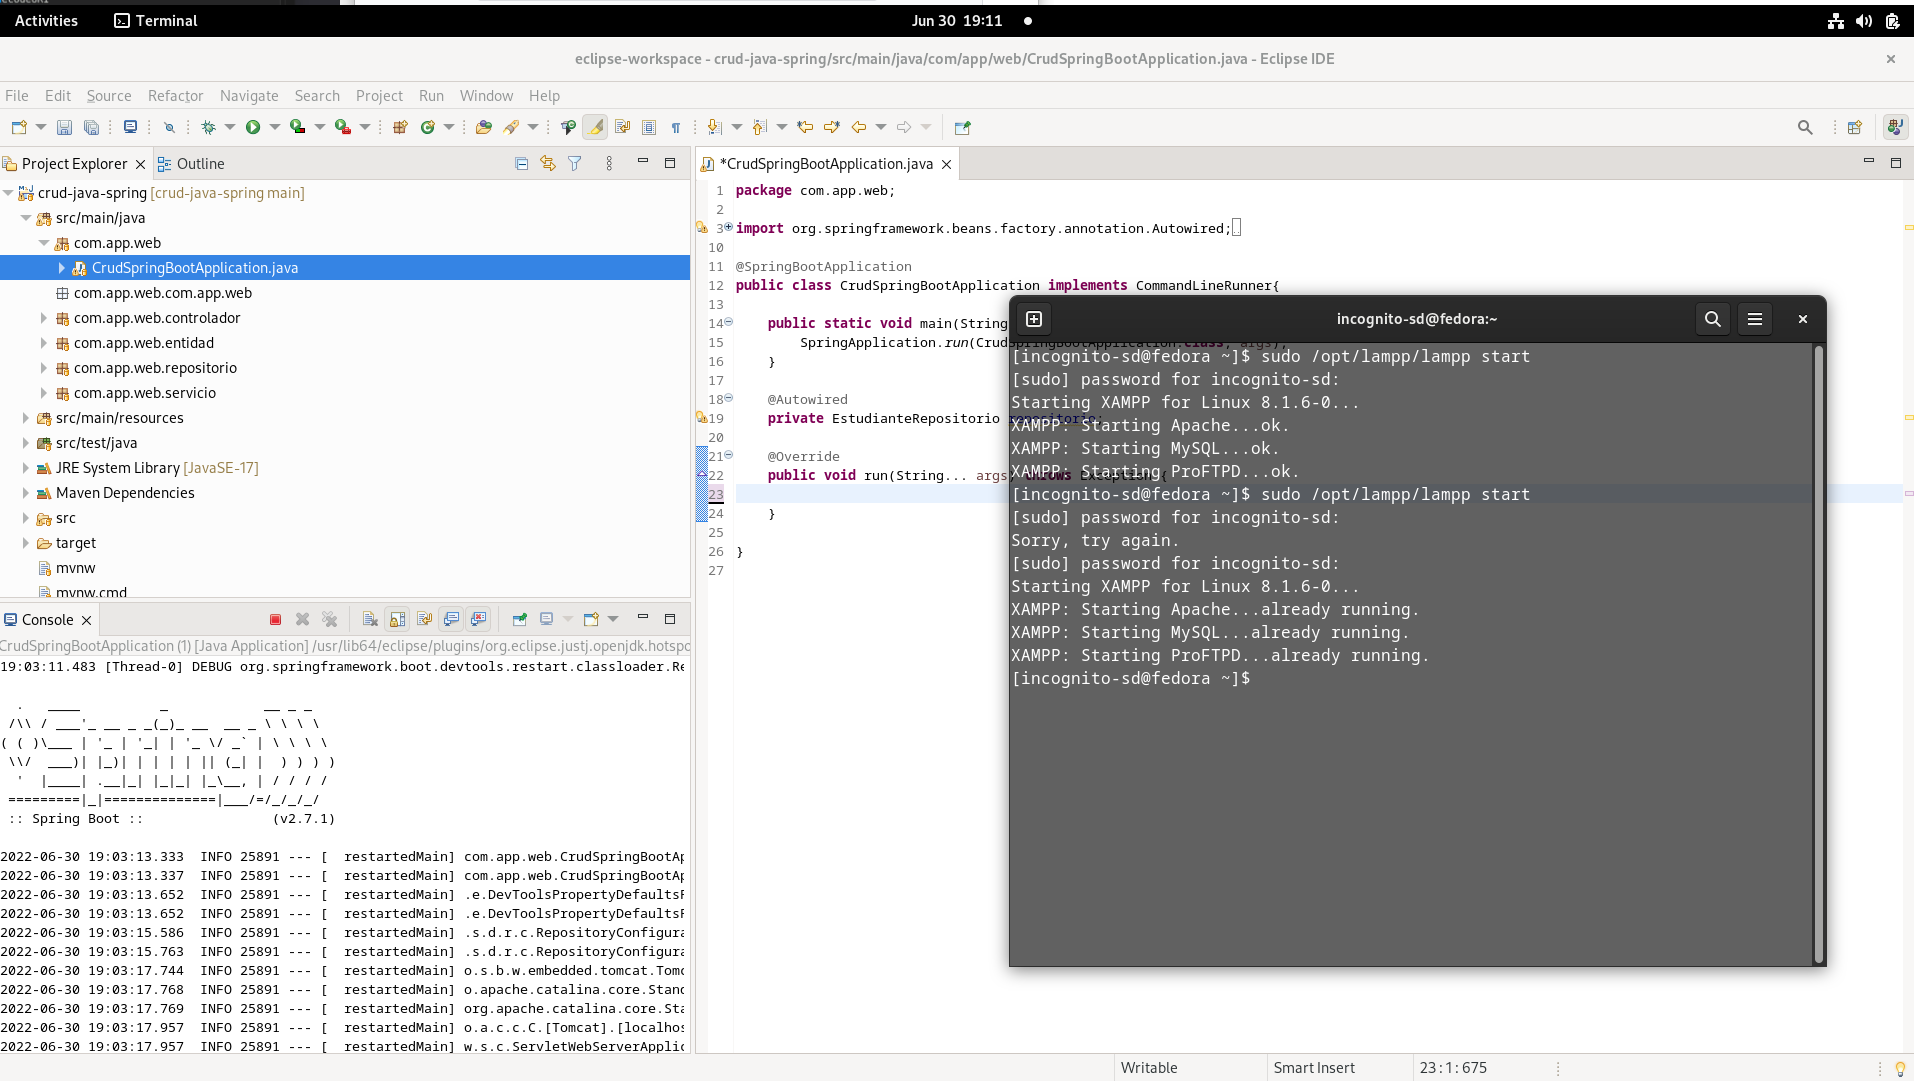 Activities
Terminal
Jun 30 19:11
eclipse-workspace - crud-java-spring/src/main/java/com/app/web/CrudSpringBootApplication.java - Eclipse IDE
File Edit Source Refactor Navigate Search Project Run Window Help
Project Explorer
Outline
crud-java-spring [crud-java-spring main]
src/main/java
com.app.web
CrudSpringBootApplication.java
com.app.web.com.app.web
com.app.web.controlador
com.app.web.entidad
com.app.web.repositorio
com.app.web.servicio
src/main/resources
src/test/java
JRE System Library [JavaSE-17]
Maven Dependencies
src
target
mvnw
mvnw.cmd
*CrudSpringBootApplication.java
1 package com.app.web;
2
3 import org.springframework.beans.factory.annotation.Autowired;
10
11 @SpringBootApplication
12 public class CrudSpringBootApplication implements CommandLineRunner{
13
14 public static void main(String
15 SpringApplication.run(CrudSpringBootApplication.class, args);
16 }
17
18 @Autowired
19 private EstudianteRepositorio repositorio;
20
21 @Override
22 public void run(String... args) throws Exception {
23
24 }
25
26 }
27
incognito-sd@fedora:~
[incognito-sd@fedora ~]$ sudo /opt/lampp/lampp start
[sudo] password for incognito-sd:
Starting XAMPP for Linux 8.1.6-0...
XAMPP: Starting Apache...ok.
XAMPP: Starting MySQL...ok.
XAMPP: Starting ProFTPD...ok.
[incognito-sd@fedora ~]$ sudo /opt/lampp/lampp start
[sudo] password for incognito-sd:
Sorry, try again.
[sudo] password for incognito-sd:
Starting XAMPP for Linux 8.1.6-0...
XAMPP: Starting Apache...already running.
XAMPP: Starting MySQL...already running.
XAMPP: Starting ProFTPD...already running.
[incognito-sd@fedora ~]$
Console
CrudSpringBootApplication (1) [Java Application] /usr/lib64/eclipse/plugins/org.eclipse.justj.openjdk.hotspo
19:03:11.483 [Thread-0] DEBUG org.springframework.boot.devtools.restart.classloader.Re
:: Spring Boot :: (v2.7.1)
2022-06-30 19:03:13.333 INFO 25891 --- [ restartedMain] com.app.web.CrudSpringBootAp
2022-06-30 19:03:13.337 INFO 25891 --- [ restartedMain] com.app.web.CrudSpringBootAp
2022-06-30 19:03:13.652 INFO 25891 --- [ restartedMain] .e.DevToolsPropertyDefaultsP
2022-06-30 19:03:13.652 INFO 25891 --- [ restartedMain] .e.DevToolsPropertyDefaultsP
2022-06-30 19:03:15.586 INFO 25891 --- [ restartedMain] .s.d.r.c.RepositoryConfigura
2022-06-30 19:03:15.763 INFO 25891 --- [ restartedMain] .s.d.r.c.RepositoryConfigura
2022-06-30 19:03:17.744 INFO 25891 --- [ restartedMain] o.s.b.w.embedded.tomcat.Tomc
2022-06-30 19:03:17.768 INFO 25891 --- [ restartedMain] o.apache.catalina.core.Stand
2022-06-30 19:03:17.769 INFO 25891 --- [ restartedMain] org.apache.catalina.core.Sta
2022-06-30 19:03:17.957 INFO 25891 --- [ restartedMain] o.a.c.c.C.[Tomcat].[localhos
2022-06-30 19:03:17.957 INFO 25891 --- [ restartedMain] w.s.c.ServletWebServerApplic
Writable
Smart Insert
23 : 1 : 675